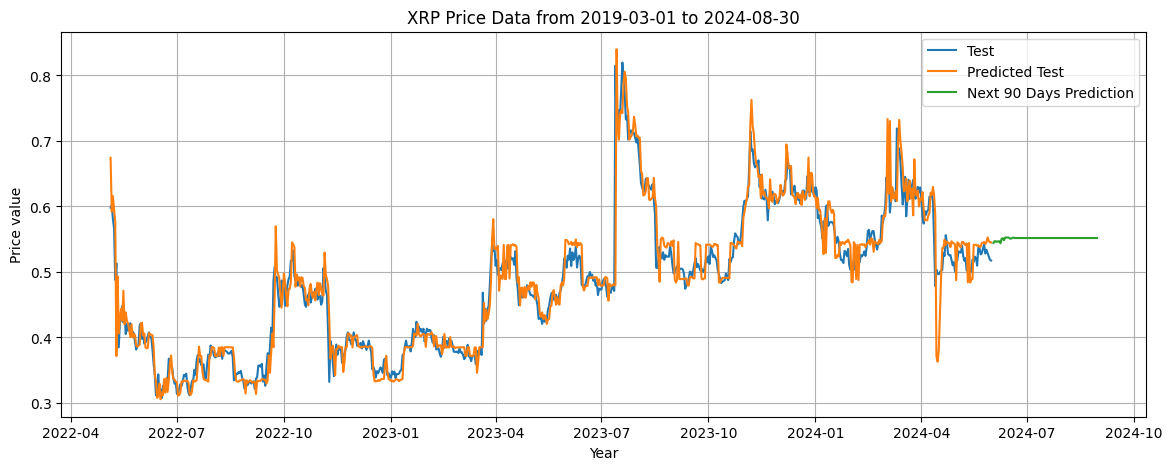 XRP Price Data from 2019-03-01 to 2024-08-30
Test
Predicted Test
Next 90 Days Prediction
Price value
0.8
0.7
0.6
0.5
0.4
0.3
2022-04 2022-07 2022-10 2023-01 2023-04 2023-07 2023-10 2024-01 2024-04 2024-07 2024-10
Year